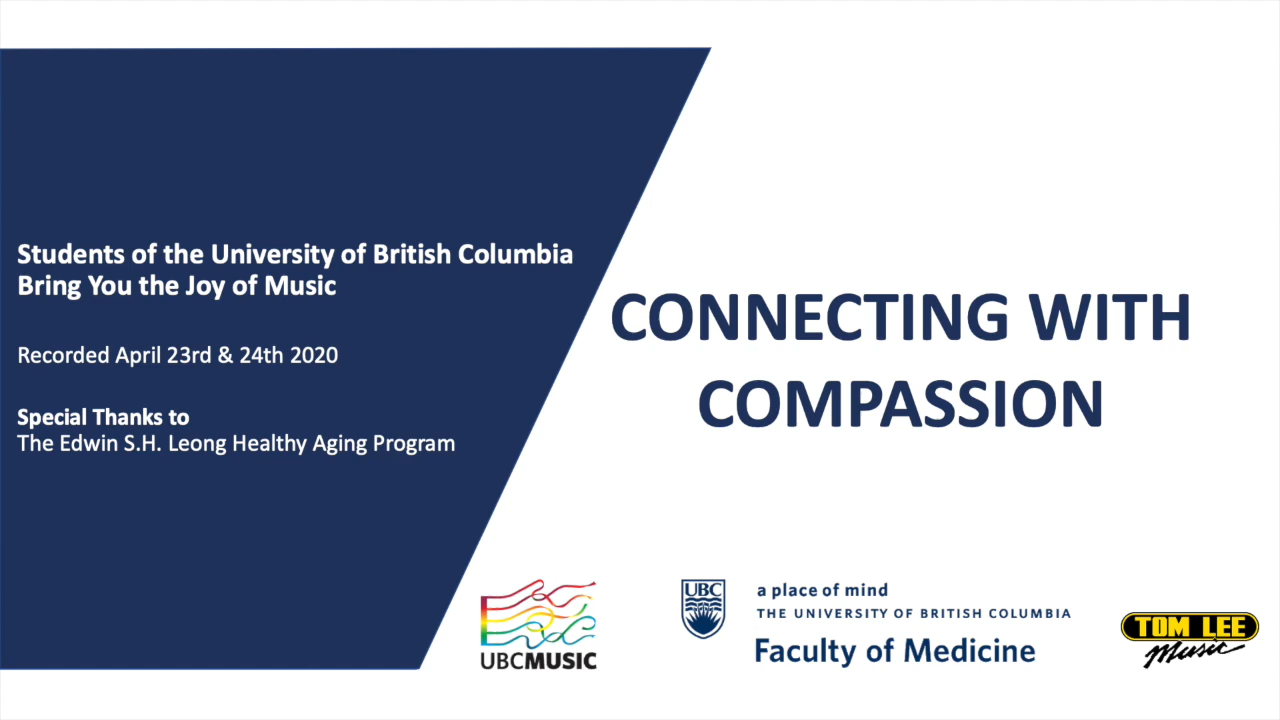 Students of the University of British Columbia
Bring You the Joy of Music
Recorded April 23rd & 24th 2020
Special Thanks to
The Edwin S.H. Leong Healthy Aging Program
CONNECTING WITH
COMPASSION
UBCMUSIC
UBC
a place of mind
THE UNIVERSITY OF BRITISH COLUMBIA
Faculty of Medicine
TOM LEE
Music